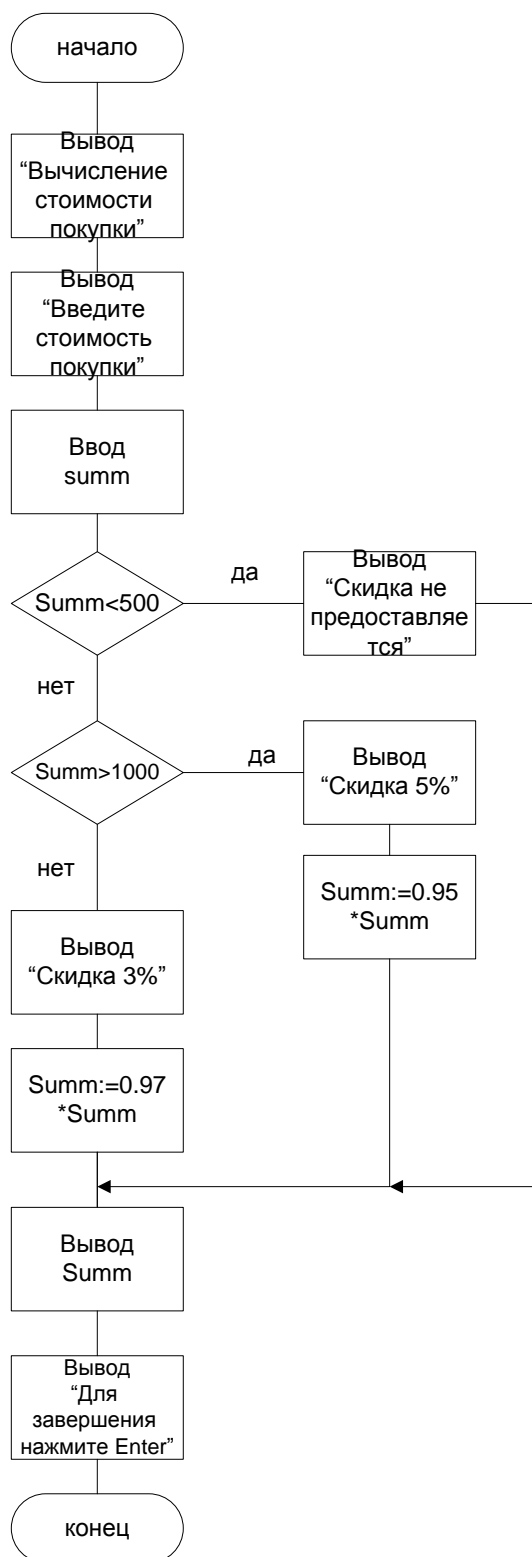 начало
Вывод
“Вычисление
стоимости
покупки”
Вывод
“Введите
стоимость
покупки”
Ввод
summ
Summ<500
да
Вывод
“Скидка не
предоставляе
тся”
нет
Summ>1000
да
Вывод
“Скидка 5%”
Summ:=0.95
*Summ
нет
Вывод
“Скидка 3%”
Summ:=0.97
*Summ
Вывод
Summ
Вывод
“Для
завершения
нажмите Enter”
конец